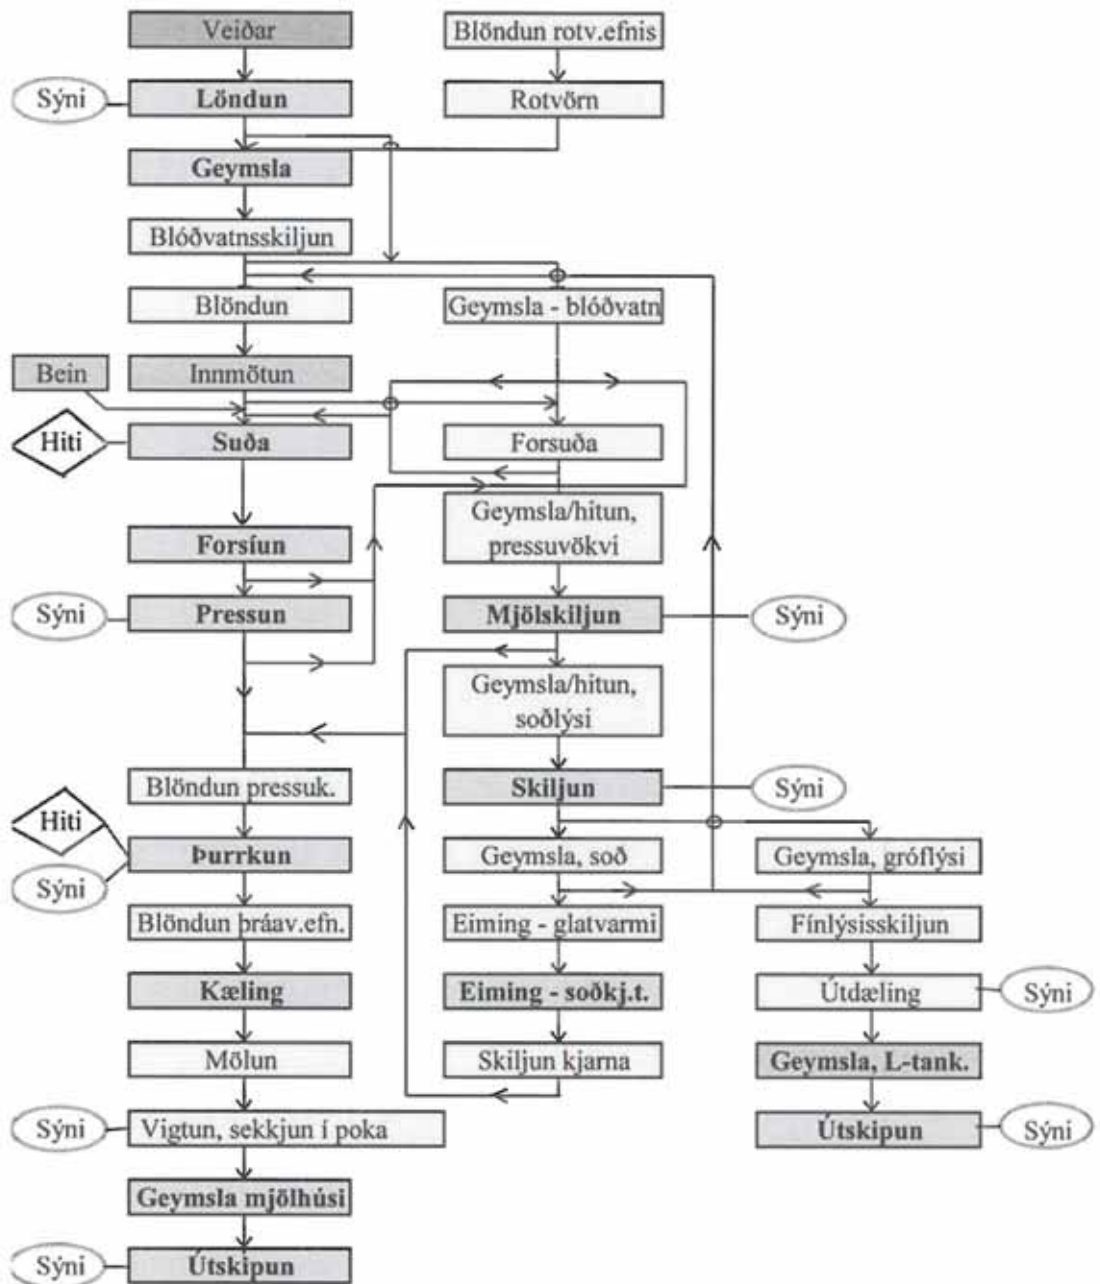 Veiðar
Blöndun rotv.efnis
Sýni
Löndun
Rotvörn
Geymsla
Blóðvatnsskiljun
Blöndun
Geymsla - blóðvatn
Bein
Innmötun
Hiti
Suða
Forsuða
Geymsla/hitun,
pressuvökvi
Forsíun
Sýni
Pressun
Mjölskiljun
Sýni
Geymsla/hitun,
soðlýsi
Blöndun pressuk.
Skiljun
Sýni
Hiti
Þurrkun
Sýni
Geymsla, soð
Geymsla, gróflýsi
Blöndun þráav.efn.
Eiming - glatvarmi
Fínlýsisskiljun
Kæling
Eiming - soðkj.t.
Útdæling
Sýni
Mölun
Skiljun kjarna
Geymsla, L-tank.
Sýni
Vigtun, sekkjun í poka
Útskipun
Sýni
Geymsla mjölhúsi
Sýni
Útskipun